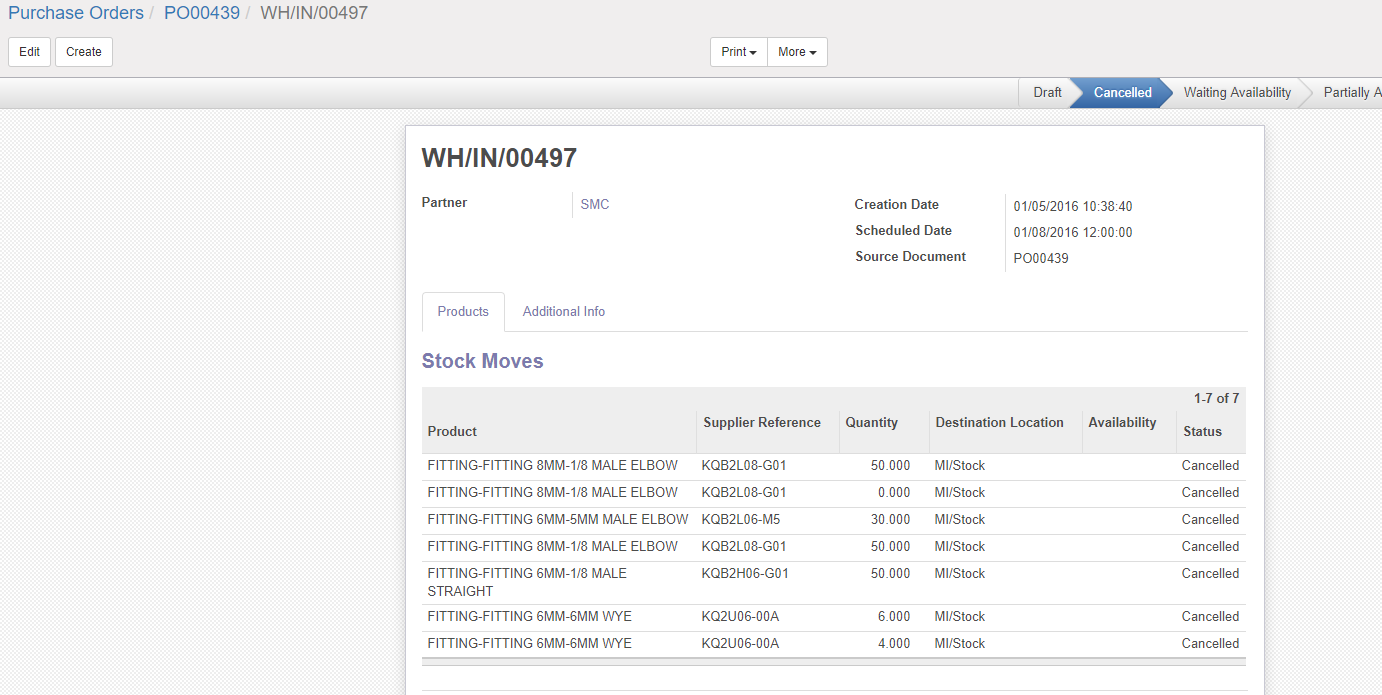 Purchase Orders / PO00439 / WH/IN/00497
Edit Create Print More
Draft Cancelled Waiting Availability Partially A
WH/IN/00497
Partner SMC
Creation Date 01/05/2016 10:38:40
Scheduled Date 01/08/2016 12:00:00
Source Document PO00439
Products Additional Info
Stock Moves
1-7 of 7
Product Supplier Reference Quantity Destination Location Availability Status
FITTING-FITTING 8MM-1/8 MALE ELBOW KQB2L08-G01 50.000 MI/Stock Cancelled
FITTING-FITTING 8MM-1/8 MALE ELBOW KQB2L08-G01 0.000 MI/Stock Cancelled
FITTING-FITTING 6MM-5MM MALE ELBOW KQB2L06-M5 30.000 MI/Stock Cancelled
FITTING-FITTING 8MM-1/8 MALE ELBOW KQB2L08-G01 50.000 MI/Stock Cancelled
FITTING-FITTING 6MM-1/8 MALE KQB2H06-G01 50.000 MI/Stock Cancelled
STRAIGHT
FITTING-FITTING 6MM-6MM WYE KQ2U06-00A 6.000 MI/Stock Cancelled
FITTING-FITTING 6MM-6MM WYE KQ2U06-00A 4.000 MI/Stock Cancelled